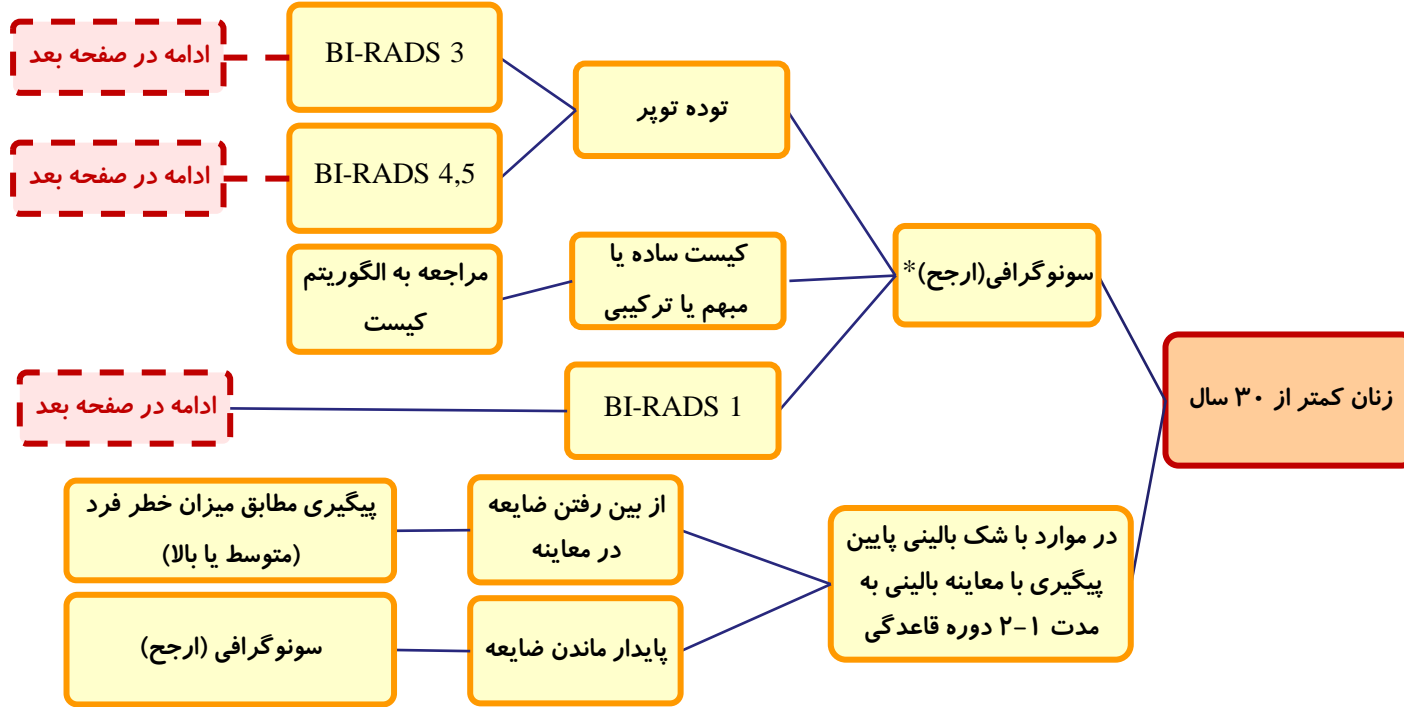 زنان کمتر از ۳۰ سال
سونوگرافی(ارجح)*
توده توپر
BI-RADS 3
ادامه در صفحه بعد
BI-RADS 4,5
ادامه در صفحه بعد
کیست ساده یا
مبهم یا ترکیبی
مراجعه به الگوریتم
کیست
BI-RADS 1
ادامه در صفحه بعد
در موارد با شک بالینی پایین
پیگیری با معاینه بالینی به
مدت ۱-۲ دوره قاعدگی
از بین رفتن ضایعه
در معاینه
پیگیری مطابق میزان خطر فرد
(متوسط یا بالا)
پایدار ماندن ضایعه
سونوگرافی (ارجح)